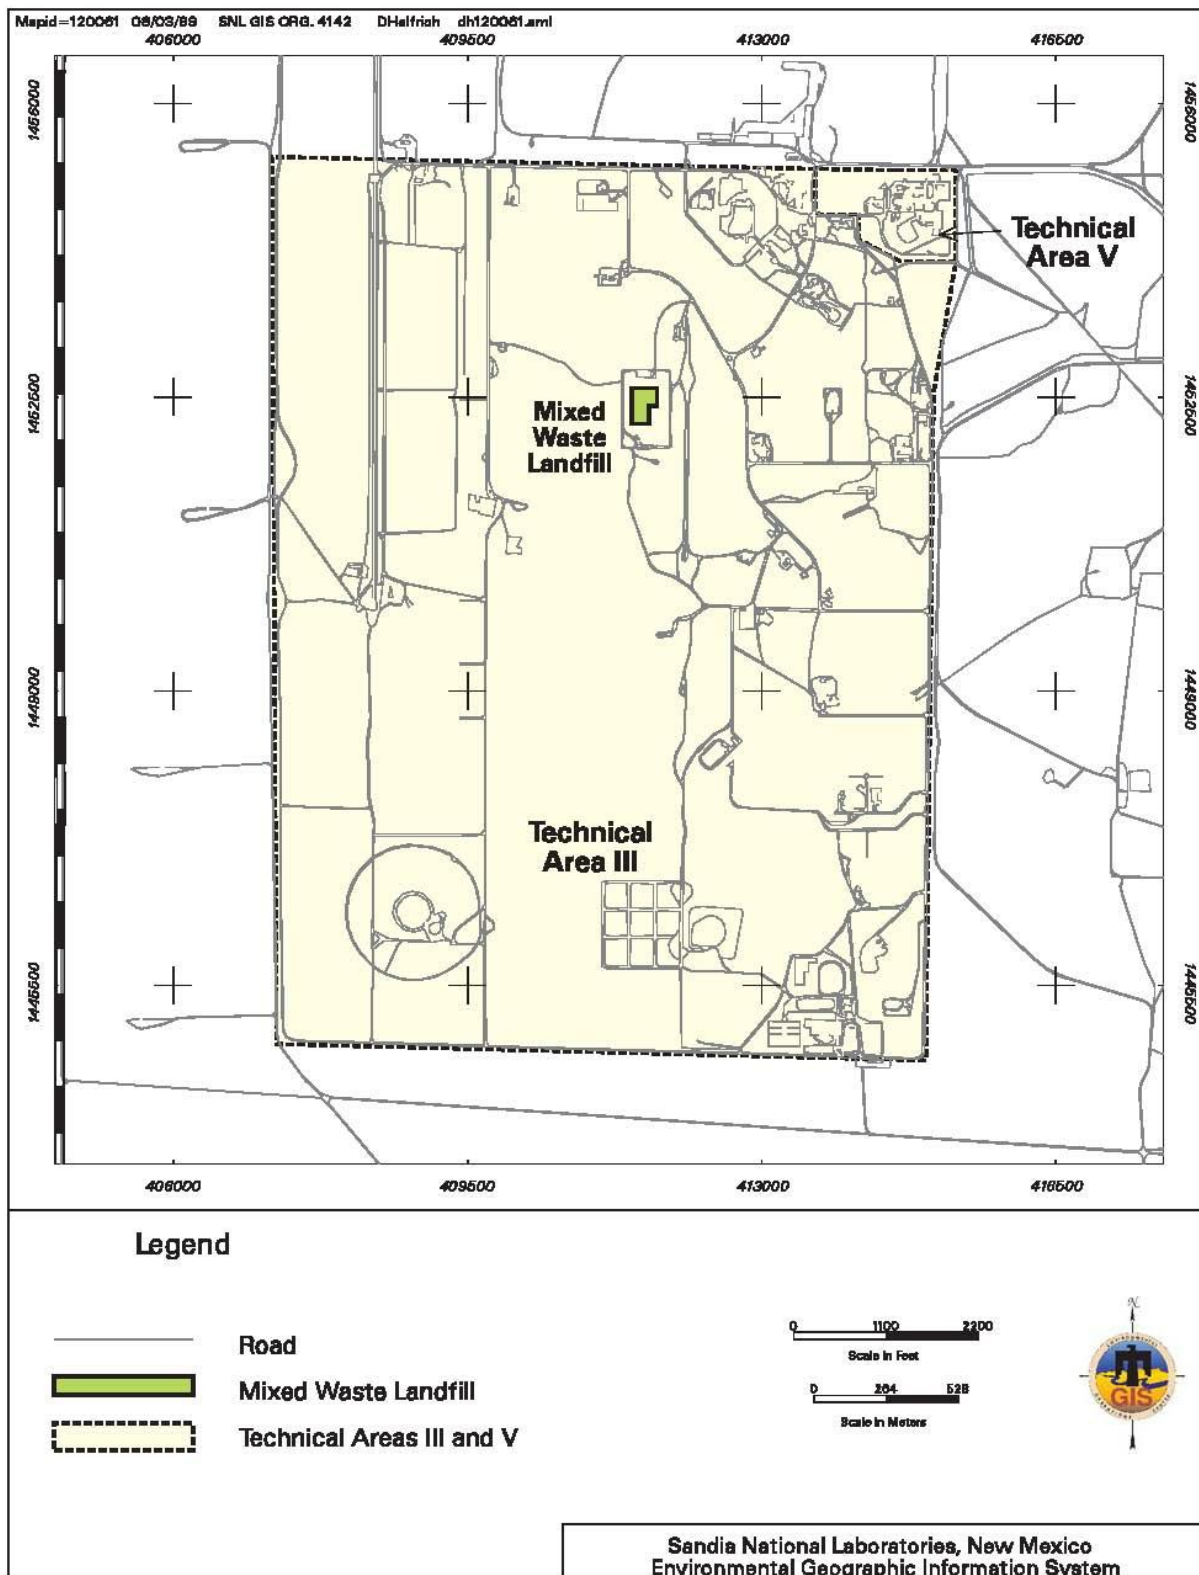 Mapid=120061 08/03/89 SNL GIS ORG. 4142 DHelfrich dh120061.aml
406000 409500 413000 416500
1456000 1456000
Technical
Area V
1452500 1452500
Mixed
Waste
Landfill
1449000 1449000
Technical
Area III
1445500 1445500
406000 409500 413000 416500
Legend
Road
Mixed Waste Landfill
Technical Areas III and V
0 1100 2200
Scale in Feet
0 264 528
Scale in Meters
N
GIS
Sandia National Laboratories, New Mexico
Environmental Geographic Information System